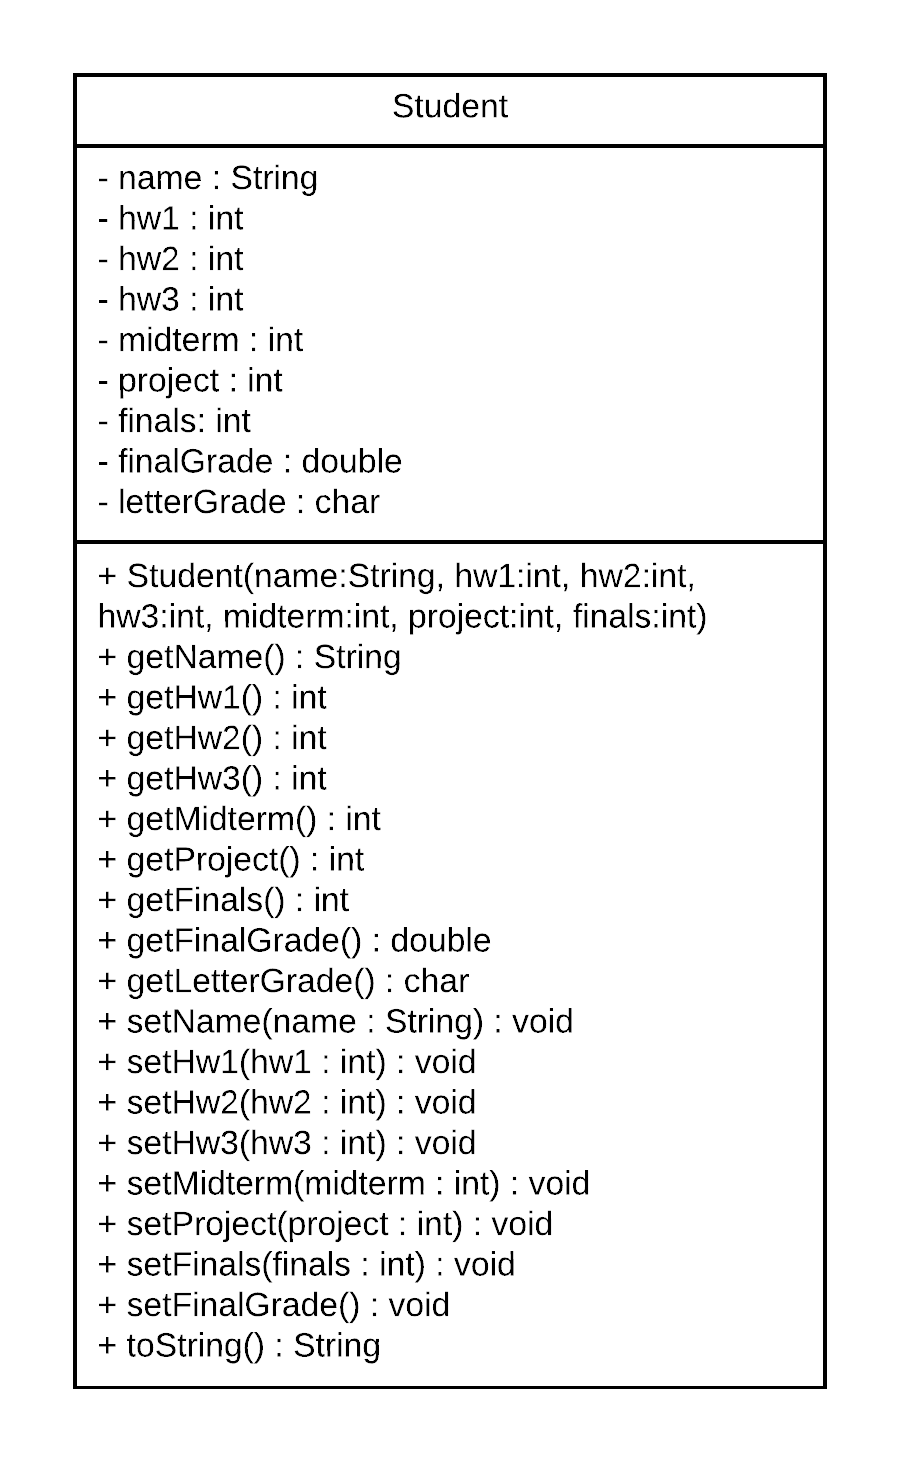 Student
- name : String
- hw1 : int
- hw2 : int
- hw3 : int
- midterm : int
- project : int
- finals: int
- finalGrade : double
- letterGrade : char
+ Student(name:String, hw1:int, hw2:int,
hw3:int, midterm:int, project:int, finals:int)
+ getName() : String
+ getHw1() : int
+ getHw2() : int
+ getHw3() : int
+ getMidterm() : int
+ getProject() : int
+ getFinals() : int
+ getFinalGrade() : double
+ getLetterGrade() : char
+ setName(name : String) : void
+ setHw1(hw1 : int) : void
+ setHw2(hw2 : int) : void
+ setHw3(hw3 : int) : void
+ setMidterm(midterm : int) : void
+ setProject(project : int) : void
+ setFinals(finals : int) : void
+ setFinalGrade() : void
+ toString() : String